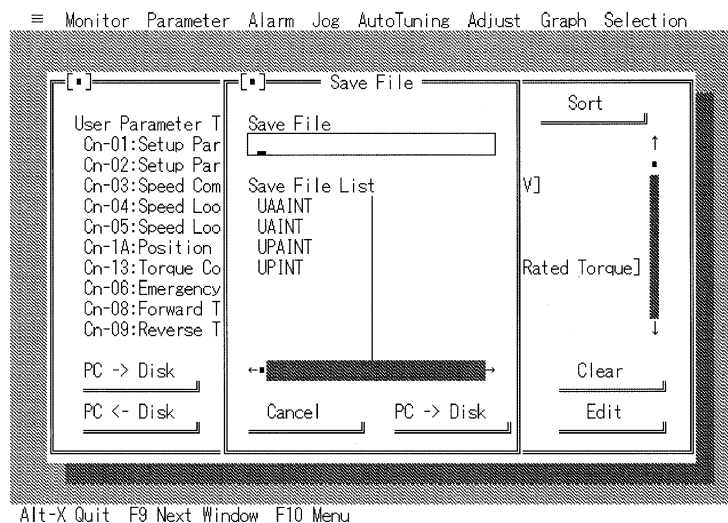 ≡ Monitor Parameter Alarm Jog AutoTuning Adjust Graph Selection
[▪] [▪] Save File
Sort
User Parameter T Save File
Cn-01:Setup Par
Cn-02:Setup Par
Cn-03:Speed Com Save File List V]
Cn-04:Speed Loo UAAINT
Cn-05:Speed Loo UAINT
Cn-1A:Position UPAINT
Cn-13:Torque Co UPINT Rated Torque]
Cn-06:Emergency
Cn-08:Forward T
Cn-09:Reverse T
PC -> Disk Clear
PC <- Disk Cancel PC -> Disk Edit
Alt-X Quit F9 Next Window F10 Menu